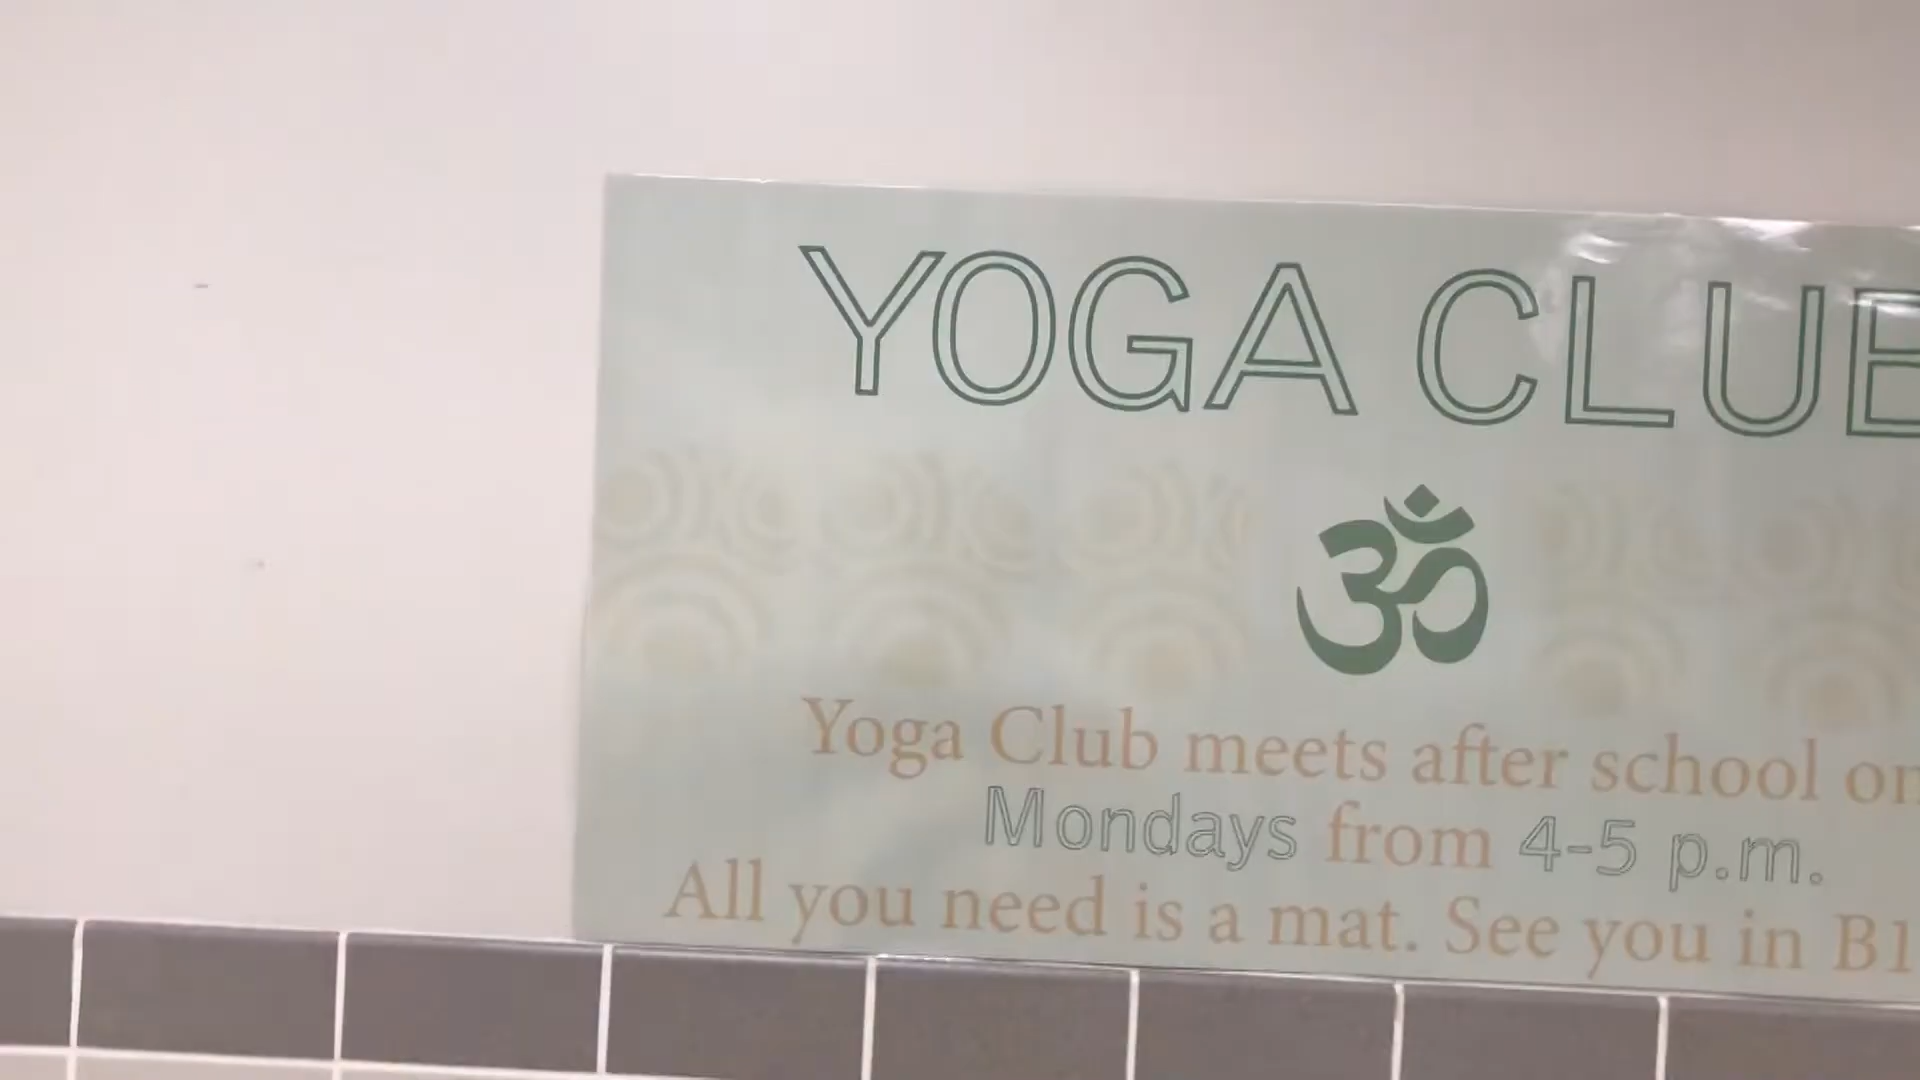 YOGA CLUB
ॐ
Yoga Club meets after school on
Mondays from 4-5 p.m.
All you need is a mat. See you in